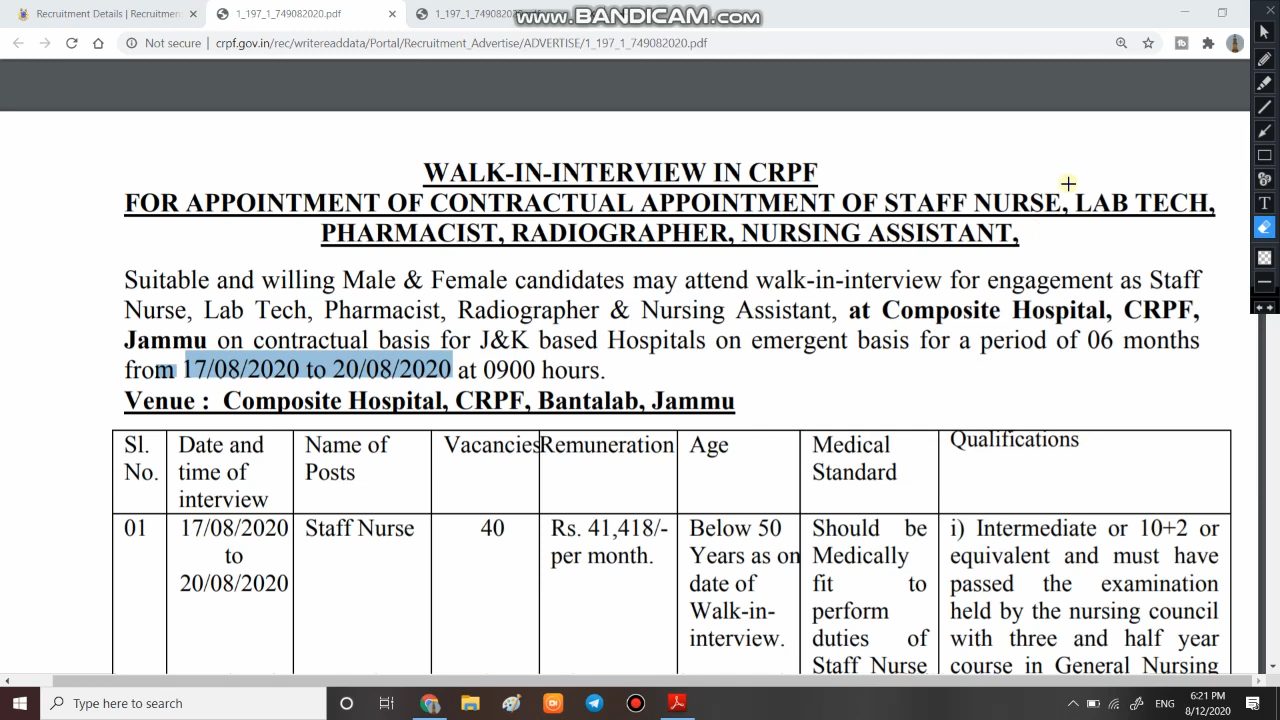 Recruitment Details | Recruitmen
1_197_1_749082020.pdf
1_197_1_749082020.pdf
www.BANDICAM.com
Not secure | crpf.gov.in/rec/writereaddata/Portal/Recruitment_Advertise/ADVERTISE/1_197_1_749082020.pdf
WALK-IN-INTERVIEW IN CRPF
FOR APPOINTMENT OF CONTRACTUAL APPOINTMENT OF STAFF NURSE, LAB TECH,
PHARMACIST, RADIOGRAPHER, NURSING ASSISTANT,
Suitable and willing Male & Female candidates may attend walk-in-interview for engagement as Staff
Nurse, Lab Tech, Pharmacist, Radiographer & Nursing Assistant, at Composite Hospital, CRPF,
Jammu on contractual basis for J&K based Hospitals on emergent basis for a period of 06 months
from 17/08/2020 to 20/08/2020 at 0900 hours.
Venue : Composite Hospital, CRPF, Bantalab, Jammu
Sl. No.
Date and time of interview
Name of Posts
Vacancies
Remuneration
Age
Medical Standard
Qualifications
01
17/08/2020
to
20/08/2020
Staff Nurse
40
Rs. 41,418/-
per month.
Below 50
Years as on
date of
Walk-in-
interview.
Should be
Medically
fit to
perform
duties of
Staff Nurse
i) Intermediate or 10+2 or
equivalent and must have
passed the examination
held by the nursing council
with three and half year
course in General Nursing
Type here to search
ENG
6:21 PM
8/12/2020